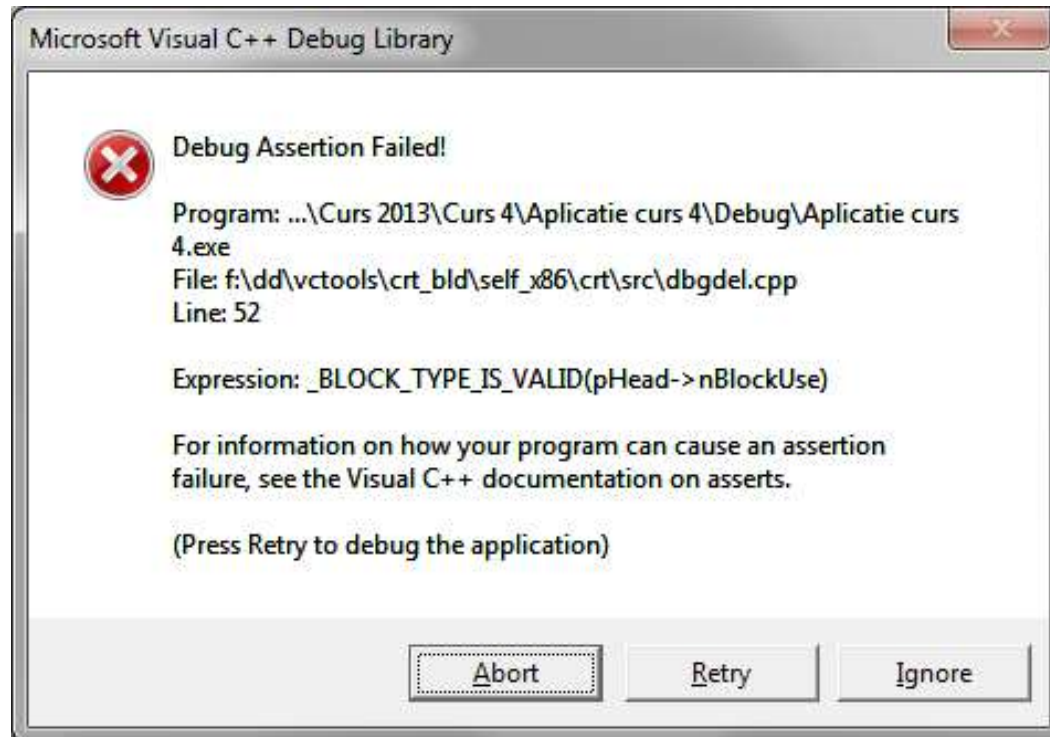 Microsoft Visual C++ Debug Library
Debug Assertion Failed!
Program: ...\Curs 2013\Curs 4\Aplicatie curs 4\Debug\Aplicatie curs
4.exe
File: f:\dd\vctools\crt_bld\self_x86\crt\src\dbgdel.cpp
Line: 52
Expression: _BLOCK_TYPE_IS_VALID(pHead->nBlockUse)
For information on how your program can cause an assertion
failure, see the Visual C++ documentation on asserts.
(Press Retry to debug the application)
Abort Retry Ignore